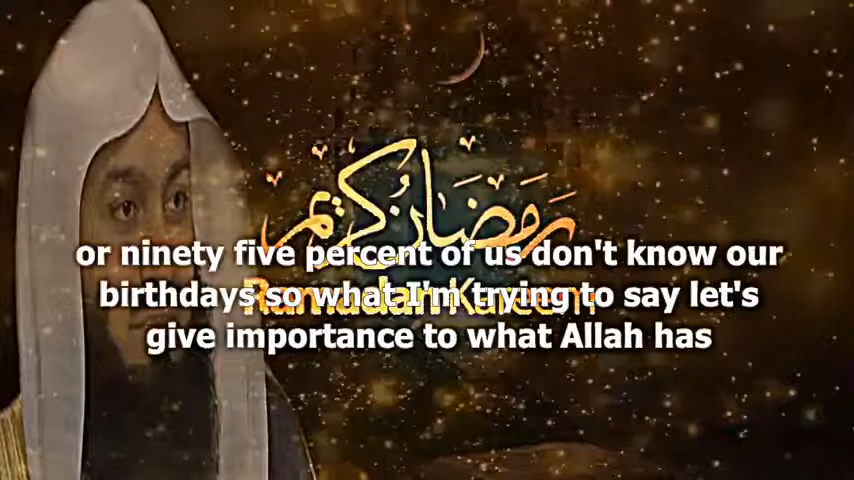 رمضان كريم
or ninety five percent of us don't know our
Ramadan Kareem
birthdays so what I'm trying to say let's
give importance to what Allah has